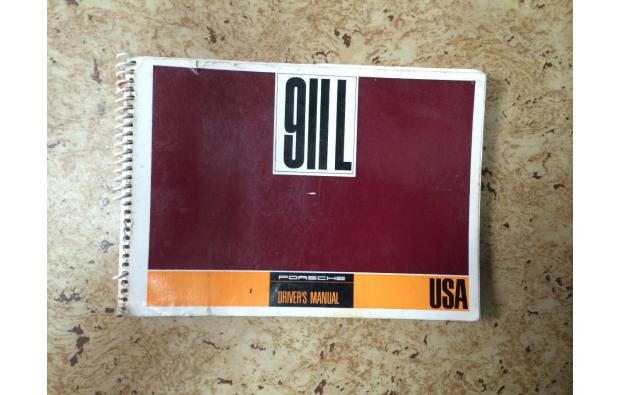 911L
PORSCHE
DRIVER'S MANUAL
USA